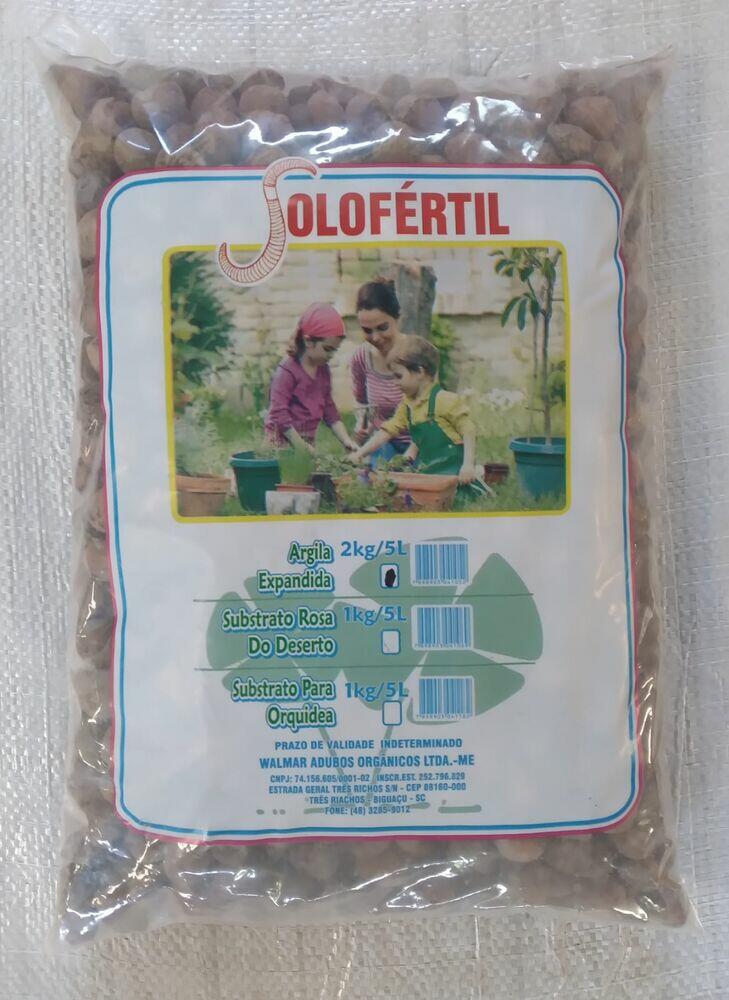 SOLOFÉRTIL
Argila 2kg/5L
Expandida
Substrato Rosa 1kg/5L
Do Deserto
Substrato Para 1kg/5L
Orquidea
PRAZO DE VALIDADE INDETERMINADO
WALMAR ADUBOS ORGÂNICOS LTDA.-ME
CNPJ: 74.156.605/0001-02 INSCR.EST. 252.796.829
ESTRADA GERAL TRÊS RICHOS S/N - CEP 88160-000
TRÊS RIACHOS - BIGUAÇU - SC
FONE: (48) 3285-9012